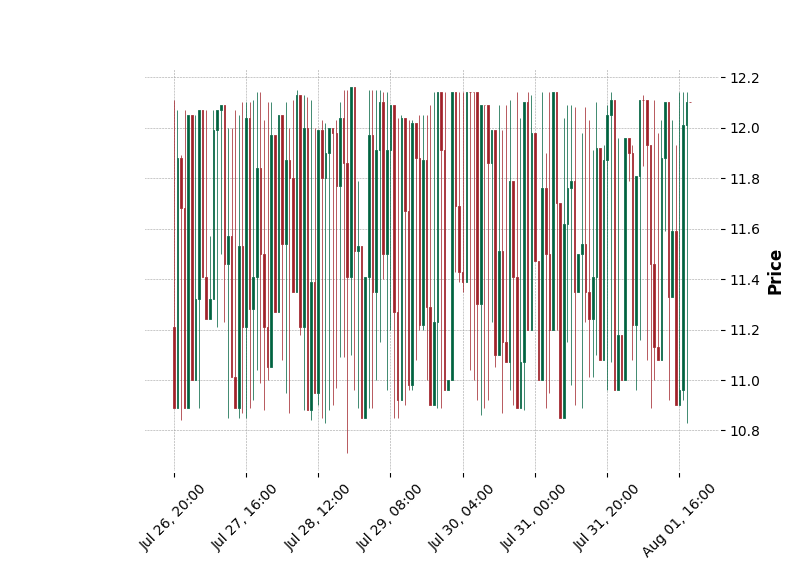 12.2
12.0
11.8
11.6
11.4
11.2
11.0
10.8
Price
Jul 26, 20:00
Jul 27, 16:00
Jul 28, 12:00
Jul 29, 08:00
Jul 30, 04:00
Jul 31, 00:00
Jul 31, 20:00
Aug 01, 16:00